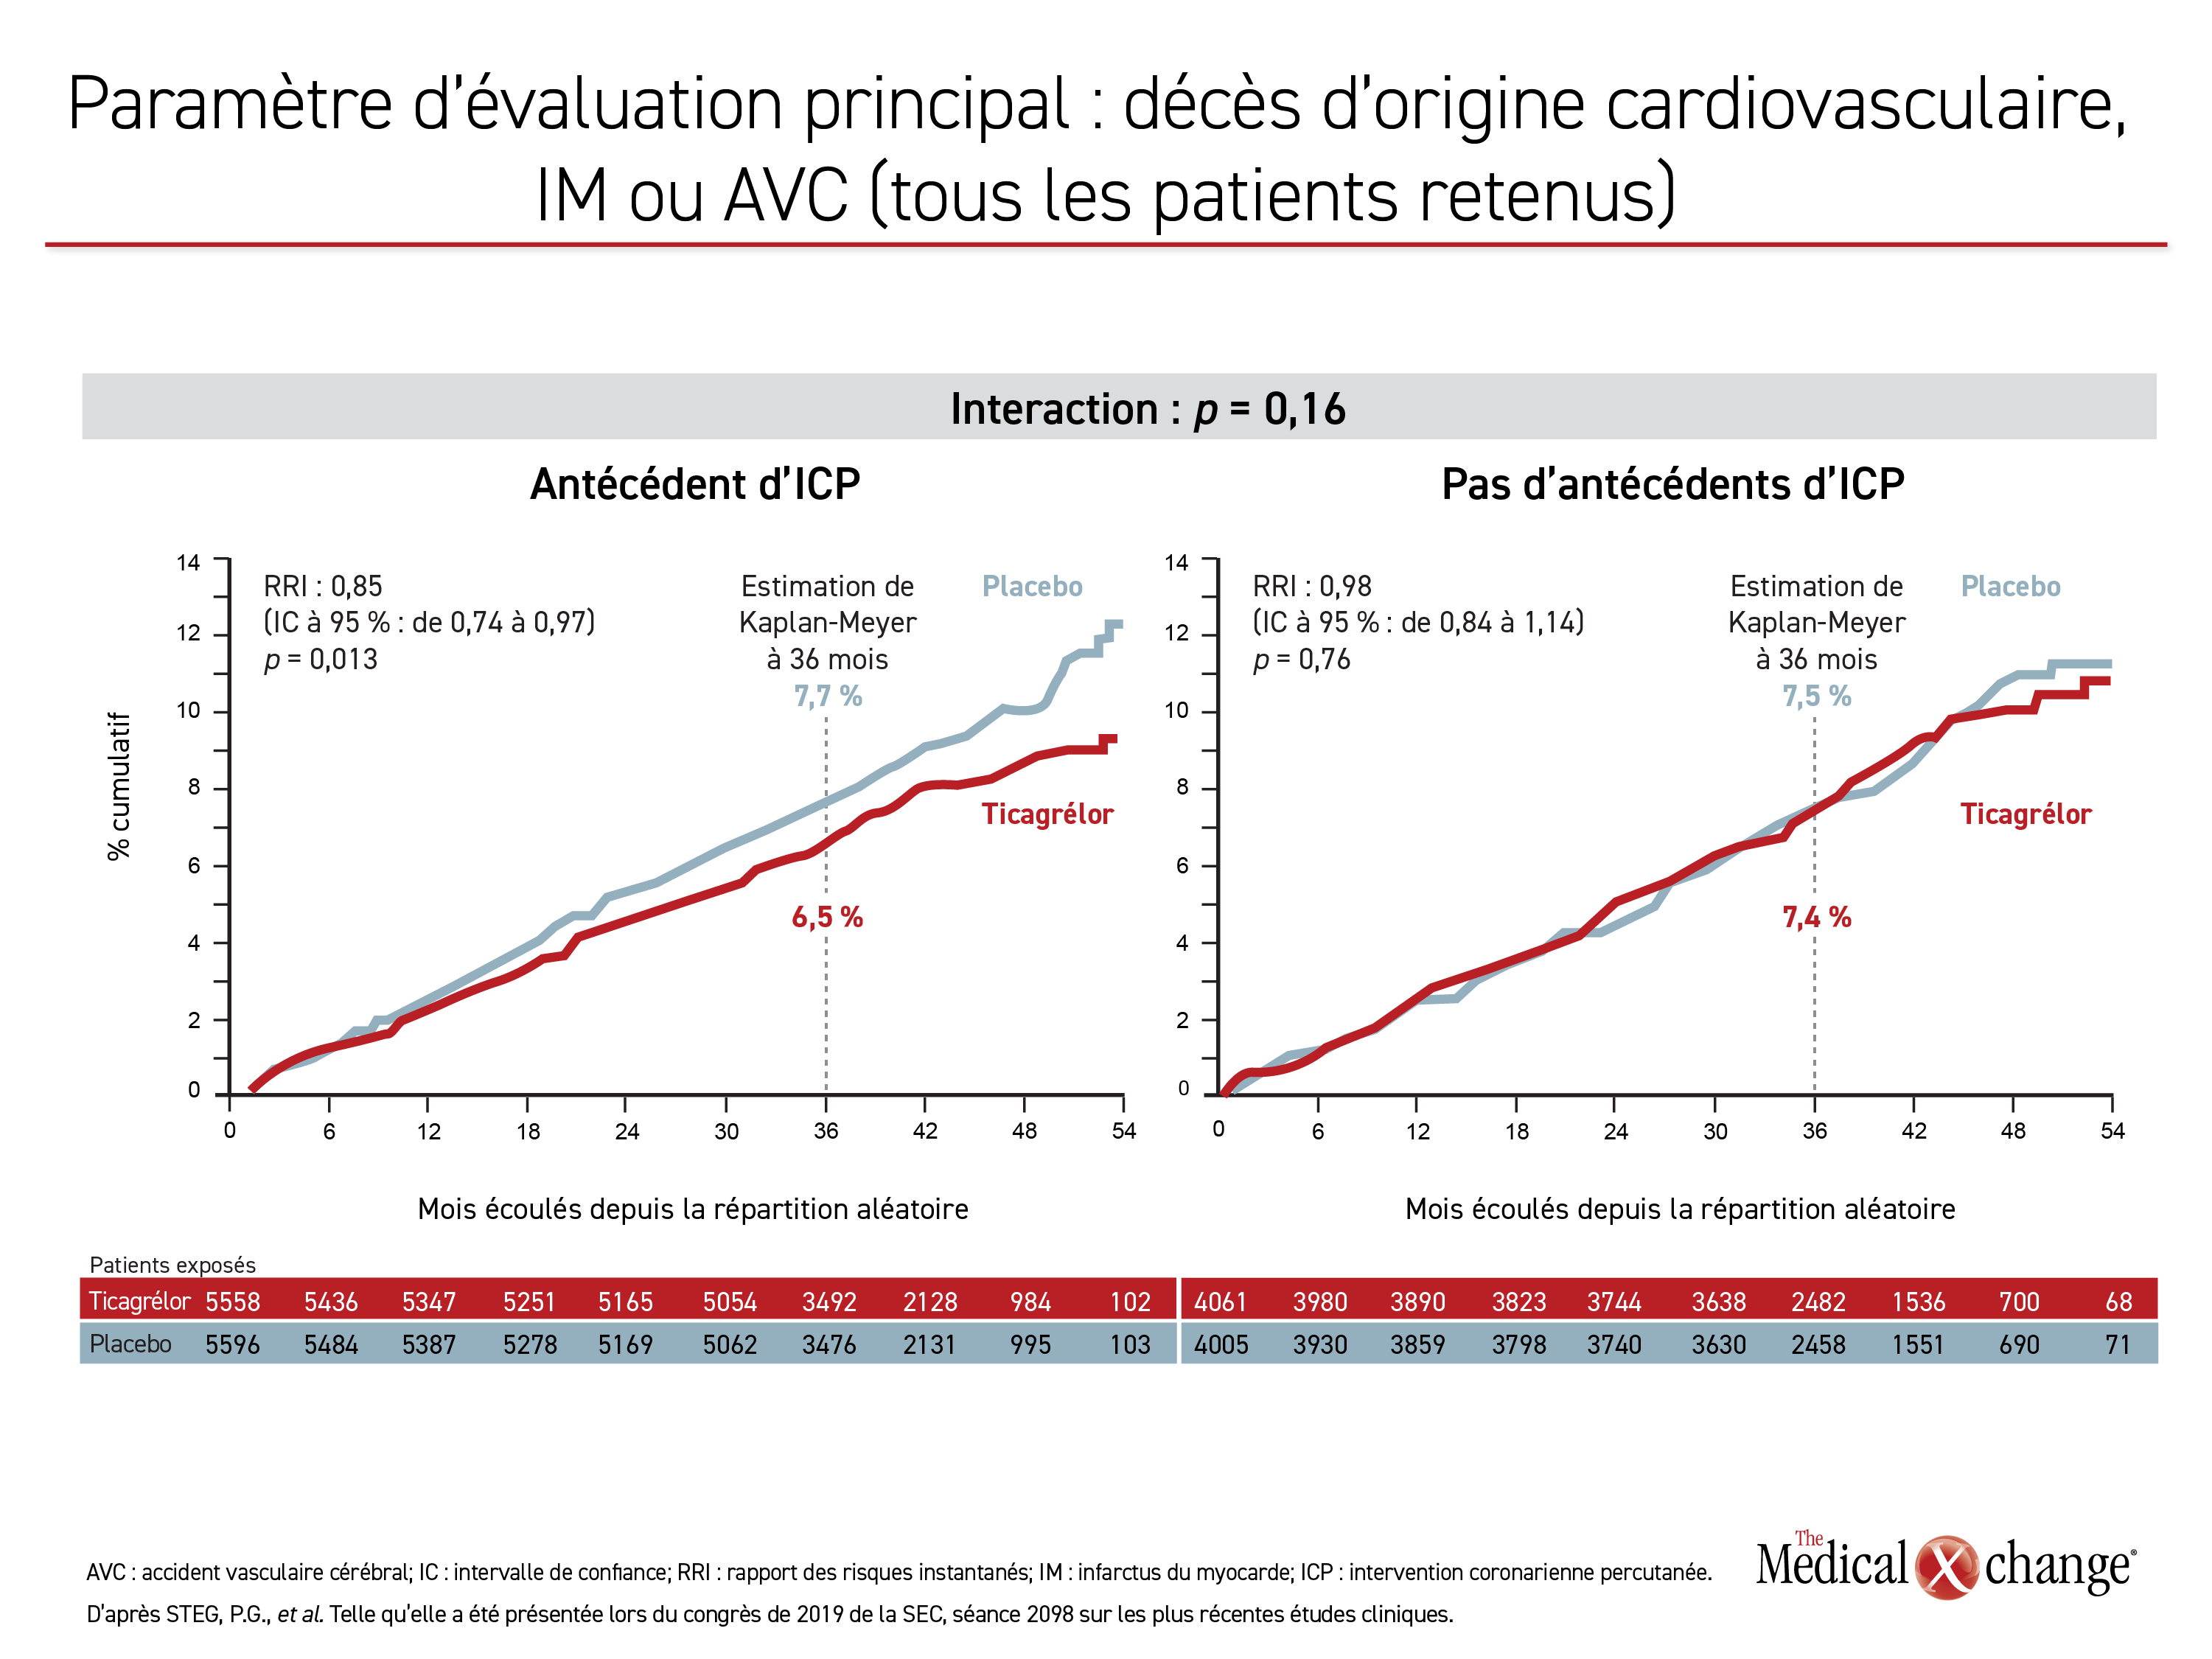 Paramètre d’évaluation principal : décès d’origine cardiovasculaire,
IM ou AVC (tous les patients retenus)
Interaction : p = 0,16
Antécédent d’ICP
% cumulatif
14
12
10
8
6
4
2
0
RRI : 0,85
(IC à 95 % : de 0,74 à 0,97)
p = 0,013
Estimation de
Kaplan-Meyer
à 36 mois
7,7 %
6,5 %
Placebo
Ticagrélor
0 6 12 18 24 30 36 42 48 54
Mois écoulés depuis la répartition aléatoire
Pas d’antécédents d’ICP
14
12
10
8
6
4
2
0
RRI : 0,98
(IC à 95 % : de 0,84 à 1,14)
p = 0,76
Estimation de
Kaplan-Meyer
à 36 mois
7,5 %
7,4 %
Placebo
Ticagrélor
0 6 12 18 24 30 36 42 48 54
Mois écoulés depuis la répartition aléatoire
Patients exposés
Ticagrélor 5558 5436 5347 5251 5165 5054 3492 2128 984 102 4061 3980 3890 3823 3744 3638 2482 1536 700 68
Placebo 5596 5484 5387 5278 5169 5062 3476 2131 995 103 4005 3930 3859 3798 3740 3630 2458 1551 690 71
AVC : accident vasculaire cérébral; IC : intervalle de confiance; RRI : rapport des risques instantanés; IM : infarctus du myocarde; ICP : intervention coronarienne percutanée.
D’après STEG, P.G., et al. Telle qu’elle a été présentée lors du congrès de 2019 de la SEC, séance 2098 sur les plus récentes études cliniques.
The
Medical X change®